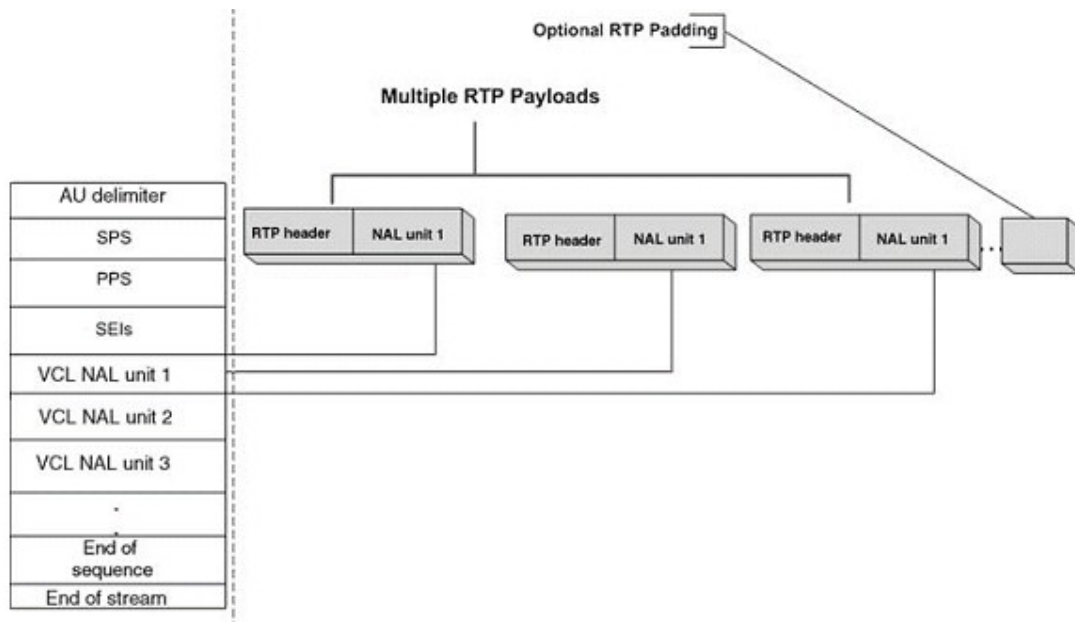 Optional RTP Padding
Multiple RTP Payloads
AU delimiter
SPS
PPS
SEIs
VCL NAL unit 1
VCL NAL unit 2
VCL NAL unit 3
.
.
End of
sequence
End of stream
RTP header
NAL unit 1
RTP header
NAL unit 1
RTP header
NAL unit 1
...